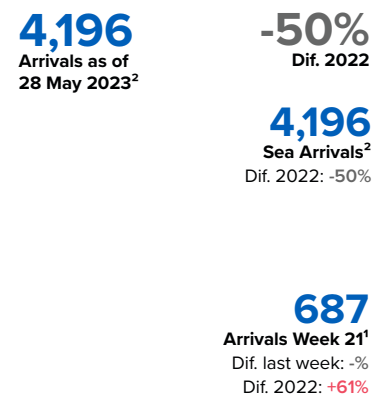 4,196
Arrivals as of
28 May 2023²
-50%
Dif. 2022
4,196
Sea Arrivals²
Dif. 2022: -50%
687
Arrivals Week 21¹
Dif. last week: -%
Dif. 2022: +61%